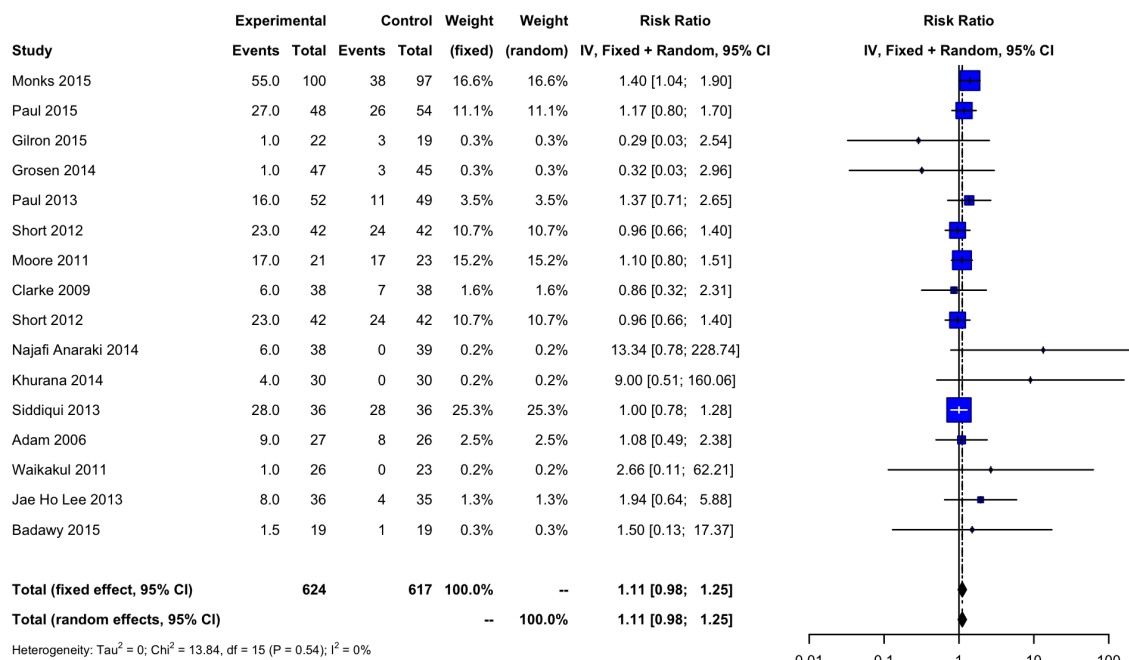 Experimental Control Weight Weight Risk Ratio Risk Ratio
Study Events Total Events Total (fixed) (random) IV, Fixed + Random, 95% CI IV, Fixed + Random, 95% CI
Monks 2015 55.0 100 38 97 16.6% 16.6% 1.40 [1.04; 1.90]
Paul 2015 27.0 48 26 54 11.1% 11.1% 1.17 [0.80; 1.70]
Gilron 2015 1.0 22 3 19 0.3% 0.3% 0.29 [0.03; 2.54]
Grosen 2014 1.0 47 3 45 0.3% 0.3% 0.32 [0.03; 2.96]
Paul 2013 16.0 52 11 49 3.5% 3.5% 1.37 [0.71; 2.65]
Short 2012 23.0 42 24 42 10.7% 10.7% 0.96 [0.66; 1.40]
Moore 2011 17.0 21 17 23 15.2% 15.2% 1.10 [0.80; 1.51]
Clarke 2009 6.0 38 7 38 1.6% 1.6% 0.86 [0.32; 2.31]
Short 2012 23.0 42 24 42 10.7% 10.7% 0.96 [0.66; 1.40]
Najafi Anaraki 2014 6.0 38 0 39 0.2% 0.2% 13.34 [0.78; 228.74]
Khurana 2014 4.0 30 0 30 0.2% 0.2% 9.00 [0.51; 160.06]
Siddiqui 2013 28.0 36 28 36 25.3% 25.3% 1.00 [0.78; 1.28]
Adam 2006 9.0 27 8 26 2.5% 2.5% 1.08 [0.49; 2.38]
Waikakul 2011 1.0 26 0 23 0.2% 0.2% 2.66 [0.11; 62.21]
Jae Ho Lee 2013 8.0 36 4 35 1.3% 1.3% 1.94 [0.64; 5.88]
Badawy 2015 1.5 19 1 19 0.3% 0.3% 1.50 [0.13; 17.37]
Total (fixed effect, 95% CI) 624 617 100.0% -- 1.11 [0.98; 1.25]
Total (random effects, 95% CI) -- 100.0% 1.11 [0.98; 1.25]
Heterogeneity: Tau² = 0; Chi² = 13.84, df = 15 (P = 0.54); I² = 0%
0.01 0.1 1 10 100